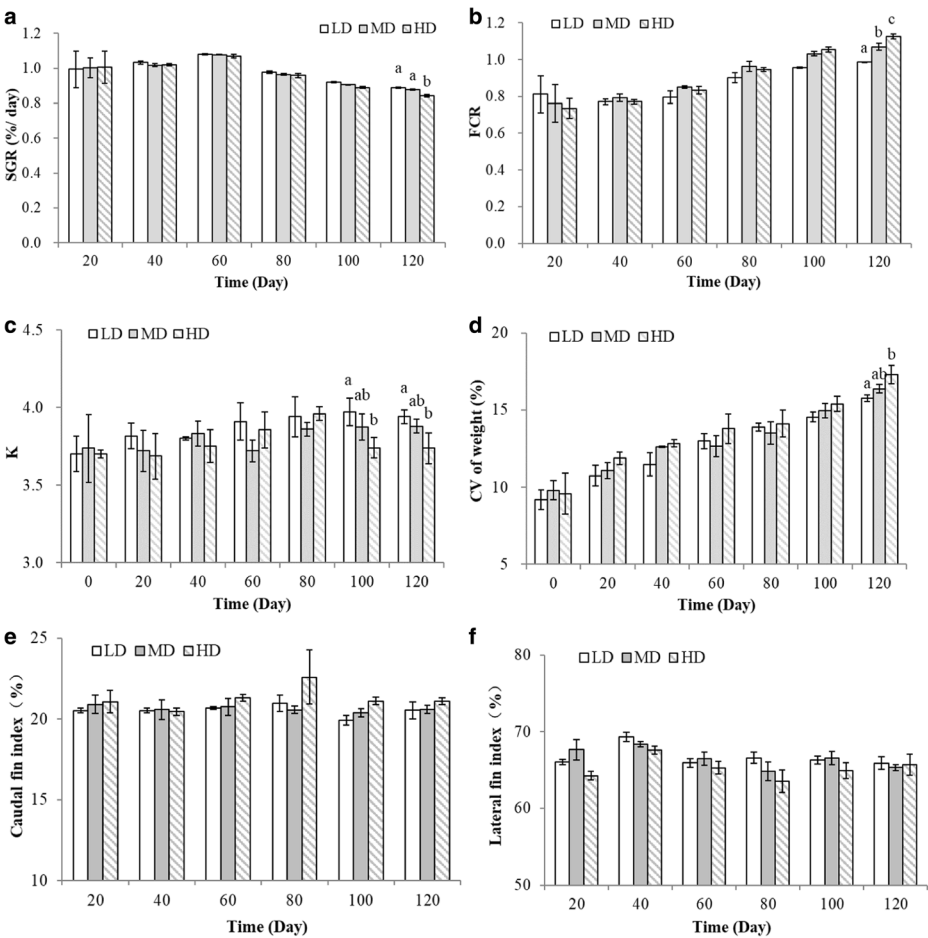 a
LD MD HD
1.2
1.0
0.8
0.6
0.4
0.2
0.0
SGR (%/ day)
a a b
20 40 60 80 100 120
Time (Day)
b
LD MD HD
1.2
1.0
0.8
0.6
0.4
0.2
0.0
FCR
a b c
20 40 60 80 100 120
Time (Day)
c
LD MD HD
4.5
4.0
3.5
3.0
K
a ab b
a ab b
0 20 40 60 80 100 120
Time (Day)
d
LD MD HD
20
15
10
5
CV of weight (%)
a ab b
0 20 40 60 80 100 120
Time (Day)
e
LD MD HD
25
20
15
10
Caudal fin index（%）
20 40 60 80 100 120
Time (Day)
f
LD MD HD
80
70
60
50
Lateral fin index（%）
20 40 60 80 100 120
Time (Day)